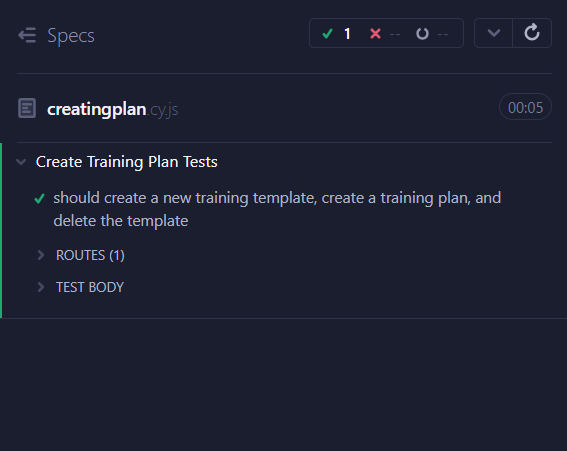 Specs
1 -- --
creatingplan.cy.js
00:05
Create Training Plan Tests
should create a new training template, create a training plan, and
delete the template
ROUTES (1)
TEST BODY